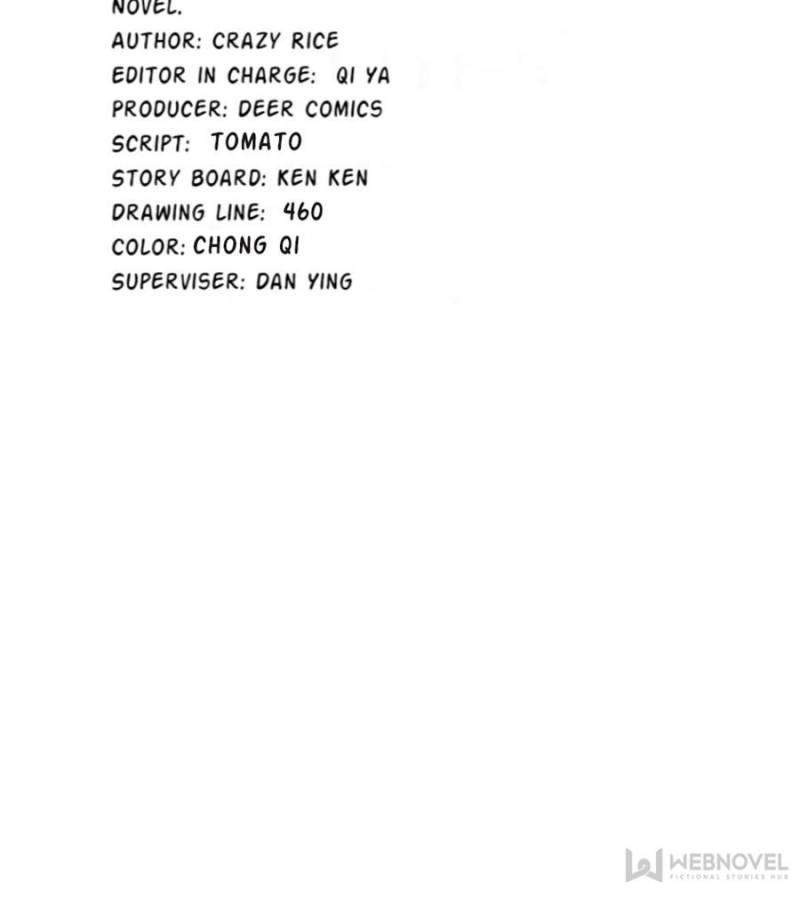 NOVEL.
AUTHOR: CRAZY RICE
EDITOR IN CHARGE: QI YA
PRODUCER: DEER COMICS
SCRIPT: TOMATO
STORY BOARD: KEN KEN
DRAWING LINE: 460
COLOR: CHONG QI
SUPERVISER: DAN YING
WEBNOVEL
FICTIONAL STORIES HUB